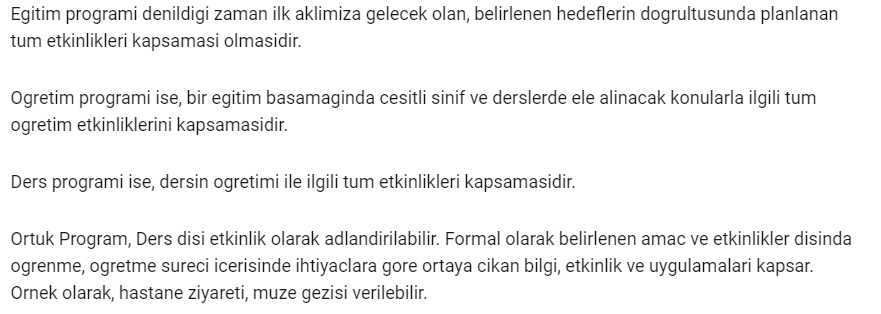 Egitim programi denildigi zaman ilk aklimiza gelecek olan, belirlenen hedeflerin dogrultusunda planlanan
tum etkinlikleri kapsamasi olmasidir.
Ogretim programi ise, bir egitim basamaginda cesitli sinif ve derslerde ele alinacak konularla ilgili tum
ogretim etkinliklerini kapsamasidir.
Ders programi ise, dersin ogretimi ile ilgili tum etkinlikleri kapsamasidir.
Ortuk Program, Ders disi etkinlik olarak adlandirilabilir. Formal olarak belirlenen amac ve etkinlikler disinda
ogrenme, ogretme sureci icerisinde ihtiyaclara gore ortaya cikan bilgi, etkinlik ve uygulamalari kapsar.
Ornek olarak, hastane ziyareti, muze gezisi verilebilir.